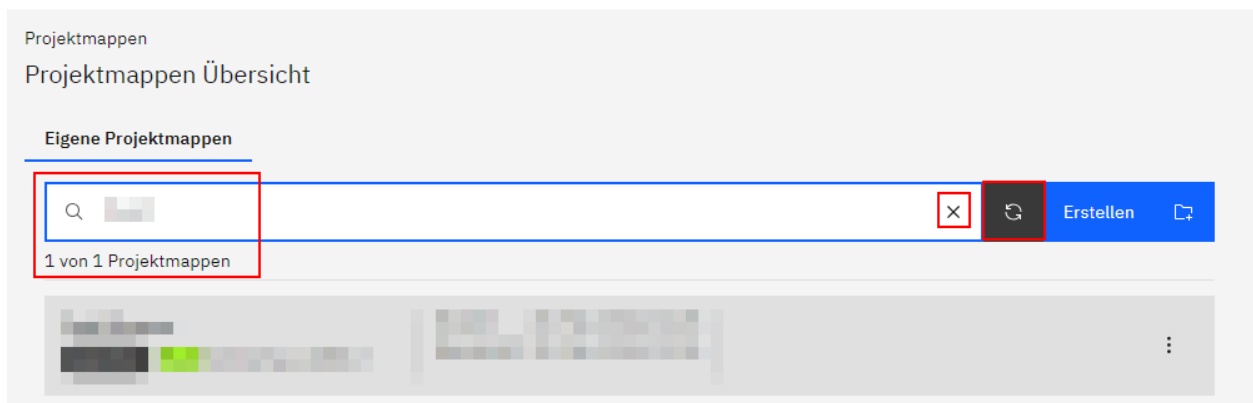 Projektmappen
Projektmappen Übersicht
Eigene Projektmappen
Erstellen
1 von 1 Projektmappen